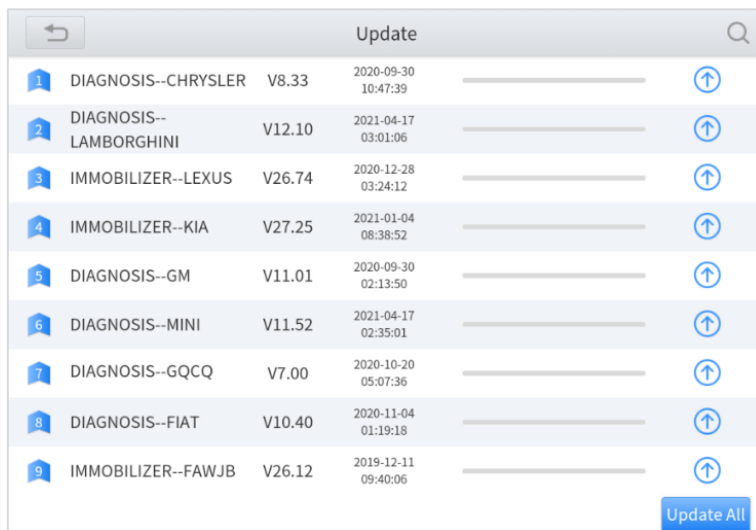 Update
1 DIAGNOSIS--CHRYSLER V8.33 2020-09-30
10:47:39
2 DIAGNOSIS--
LAMBORGHINI V12.10 2021-04-17
03:01:06
3 IMMOBILIZER--LEXUS V26.74 2020-12-28
03:24:12
4 IMMOBILIZER--KIA V27.25 2021-01-04
08:38:52
5 DIAGNOSIS--GM V11.01 2020-09-30
02:13:50
6 DIAGNOSIS--MINI V11.52 2021-04-17
02:35:01
7 DIAGNOSIS--GQCQ V7.00 2020-10-20
05:07:36
8 DIAGNOSIS--FIAT V10.40 2020-11-04
01:19:18
9 IMMOBILIZER--FAWJB V26.12 2019-12-11
09:40:06
Update All